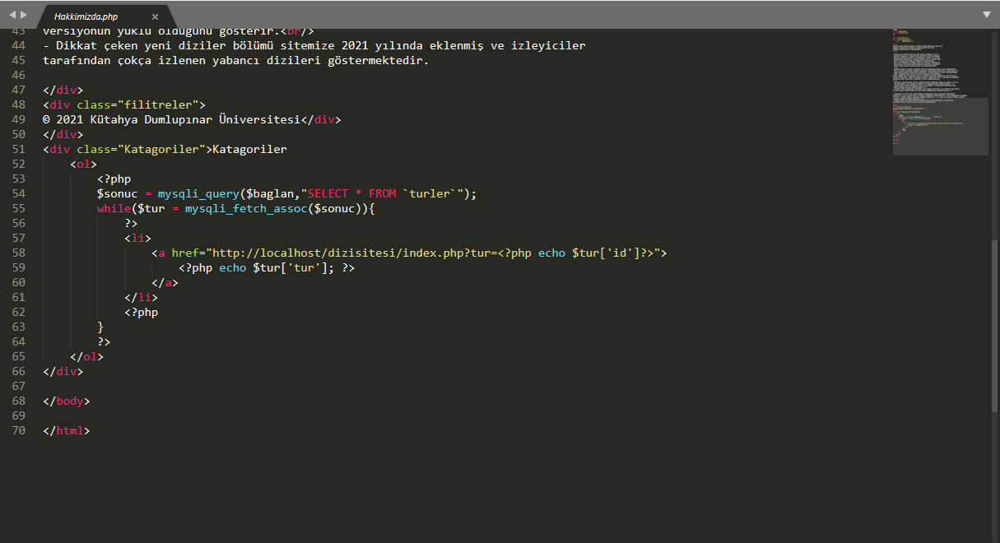 Hakkimizda.php
43 versiyonun yüklü olduğunu gösterir.<br/>
44 - Dikkat çeken yeni diziler bölümü sitemize 2021 yılında eklenmiş ve izleyiciler
45 tarafından çokça izlenen yabancı dizileri göstermektedir.
46
47 </div>
48 <div class="filitreler">
49 © 2021 Kütahya Dumlupınar Üniversitesi</div>
50 </div>
51 <div class="Katagoriler">Katagoriler
52 <ol>
53 <?php
54 $sonuc = mysqli_query($baglan,"SELECT * FROM `turler`");
55 while($tur = mysqli_fetch_assoc($sonuc)){
56 ?>
57 <li>
58 <a href="http://localhost/dizisitesi/index.php?tur=<?php echo $tur['id']?>">
59 <?php echo $tur['tur']; ?>
60 </a>
61 </li>
62 <?php
63 }
64 ?>
65 </ol>
66 </div>
67
68 </body>
69
70 </html>